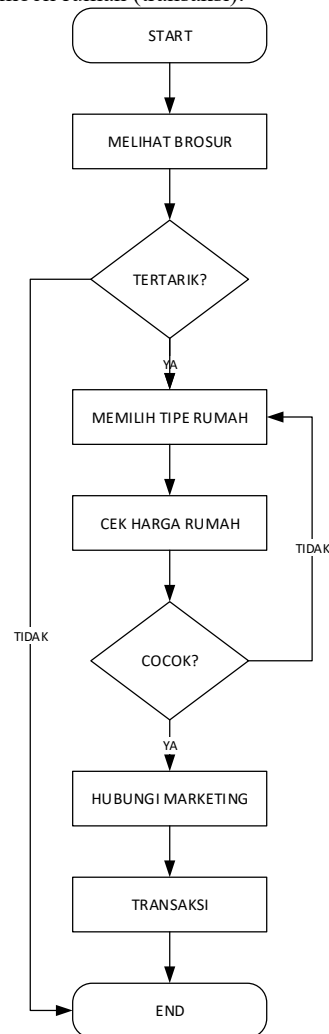 START
MELIHAT BROSUR
TERTARIK?
YA
MEMILIH TIPE RUMAH
CEK HARGA RUMAH
TIDAK
TIDAK
COCOK?
YA
HUBUNGI MARKETING
TRANSAKSI
END